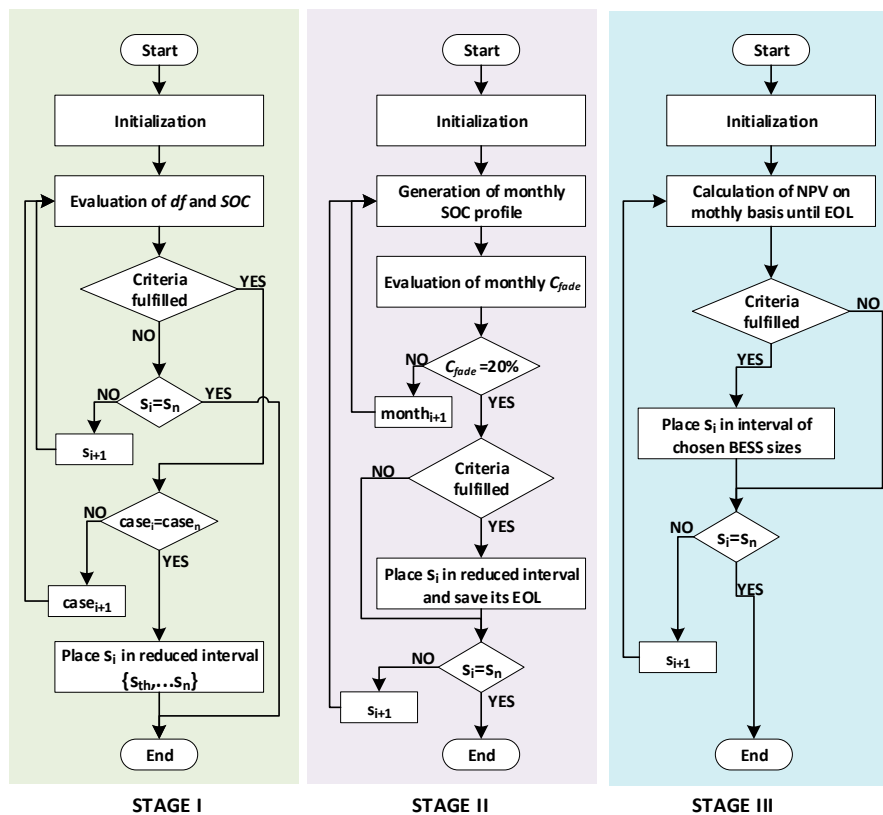 Start
Initialization
Evaluation of df and SOC
Criteria
fulfilled
YES
NO
sᵢ=sₙ
NO
YES
sᵢ₊₁
caseᵢ=caseₙ
NO
YES
caseᵢ₊₁
Place sᵢ in reduced interval
{sₜₕ,...sₙ}
End
STAGE I
Start
Initialization
Generation of monthly
SOC profile
Evaluation of monthly C_fade
C_fade =20%
NO
YES
monthᵢ₊₁
Criteria
fulfilled
NO
YES
Place sᵢ in reduced interval
and save its EOL
sᵢ=sₙ
NO
YES
sᵢ₊₁
End
STAGE II
Start
Initialization
Calculation of NPV on
mothly basis until EOL
Criteria
fulfilled
NO
YES
Place sᵢ in interval of
chosen BESS sizes
sᵢ=sₙ
NO
YES
sᵢ₊₁
End
STAGE III